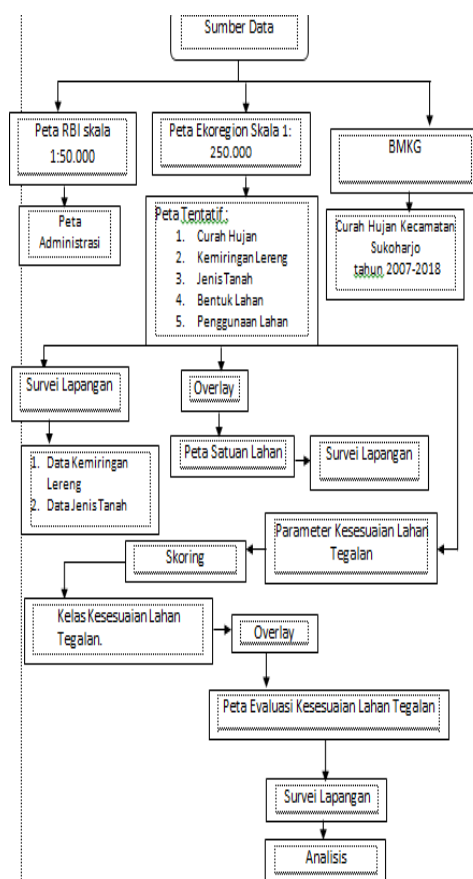 Sumber Data
Peta RBI skala
1:50.000
Peta Ekoregion Skala 1:
250.000
BMKG
Peta
Administrasi
Peta Tentatif :
1. Curah Hujan
2. Kemiringan Lereng
3. Jenis Tanah
4. Bentuk Lahan
5. Penggunaan Lahan
Curah Hujan Kecamatan
Sukoharjo
tahun 2007-2018
Survei Lapangan
Overlay
1. Data Kemiringan
Lereng
2. Data Jenis Tanah
Peta Satuan Lahan
Survei Lapangan
Parameter Kesesuaian Lahan
Tegalan
Skoring
Kelas Kesesuaian Lahan
Tegalan.
Overlay
Peta Evaluasi Kesesuaian Lahan Tegalan
Survei Lapangan
Analisis